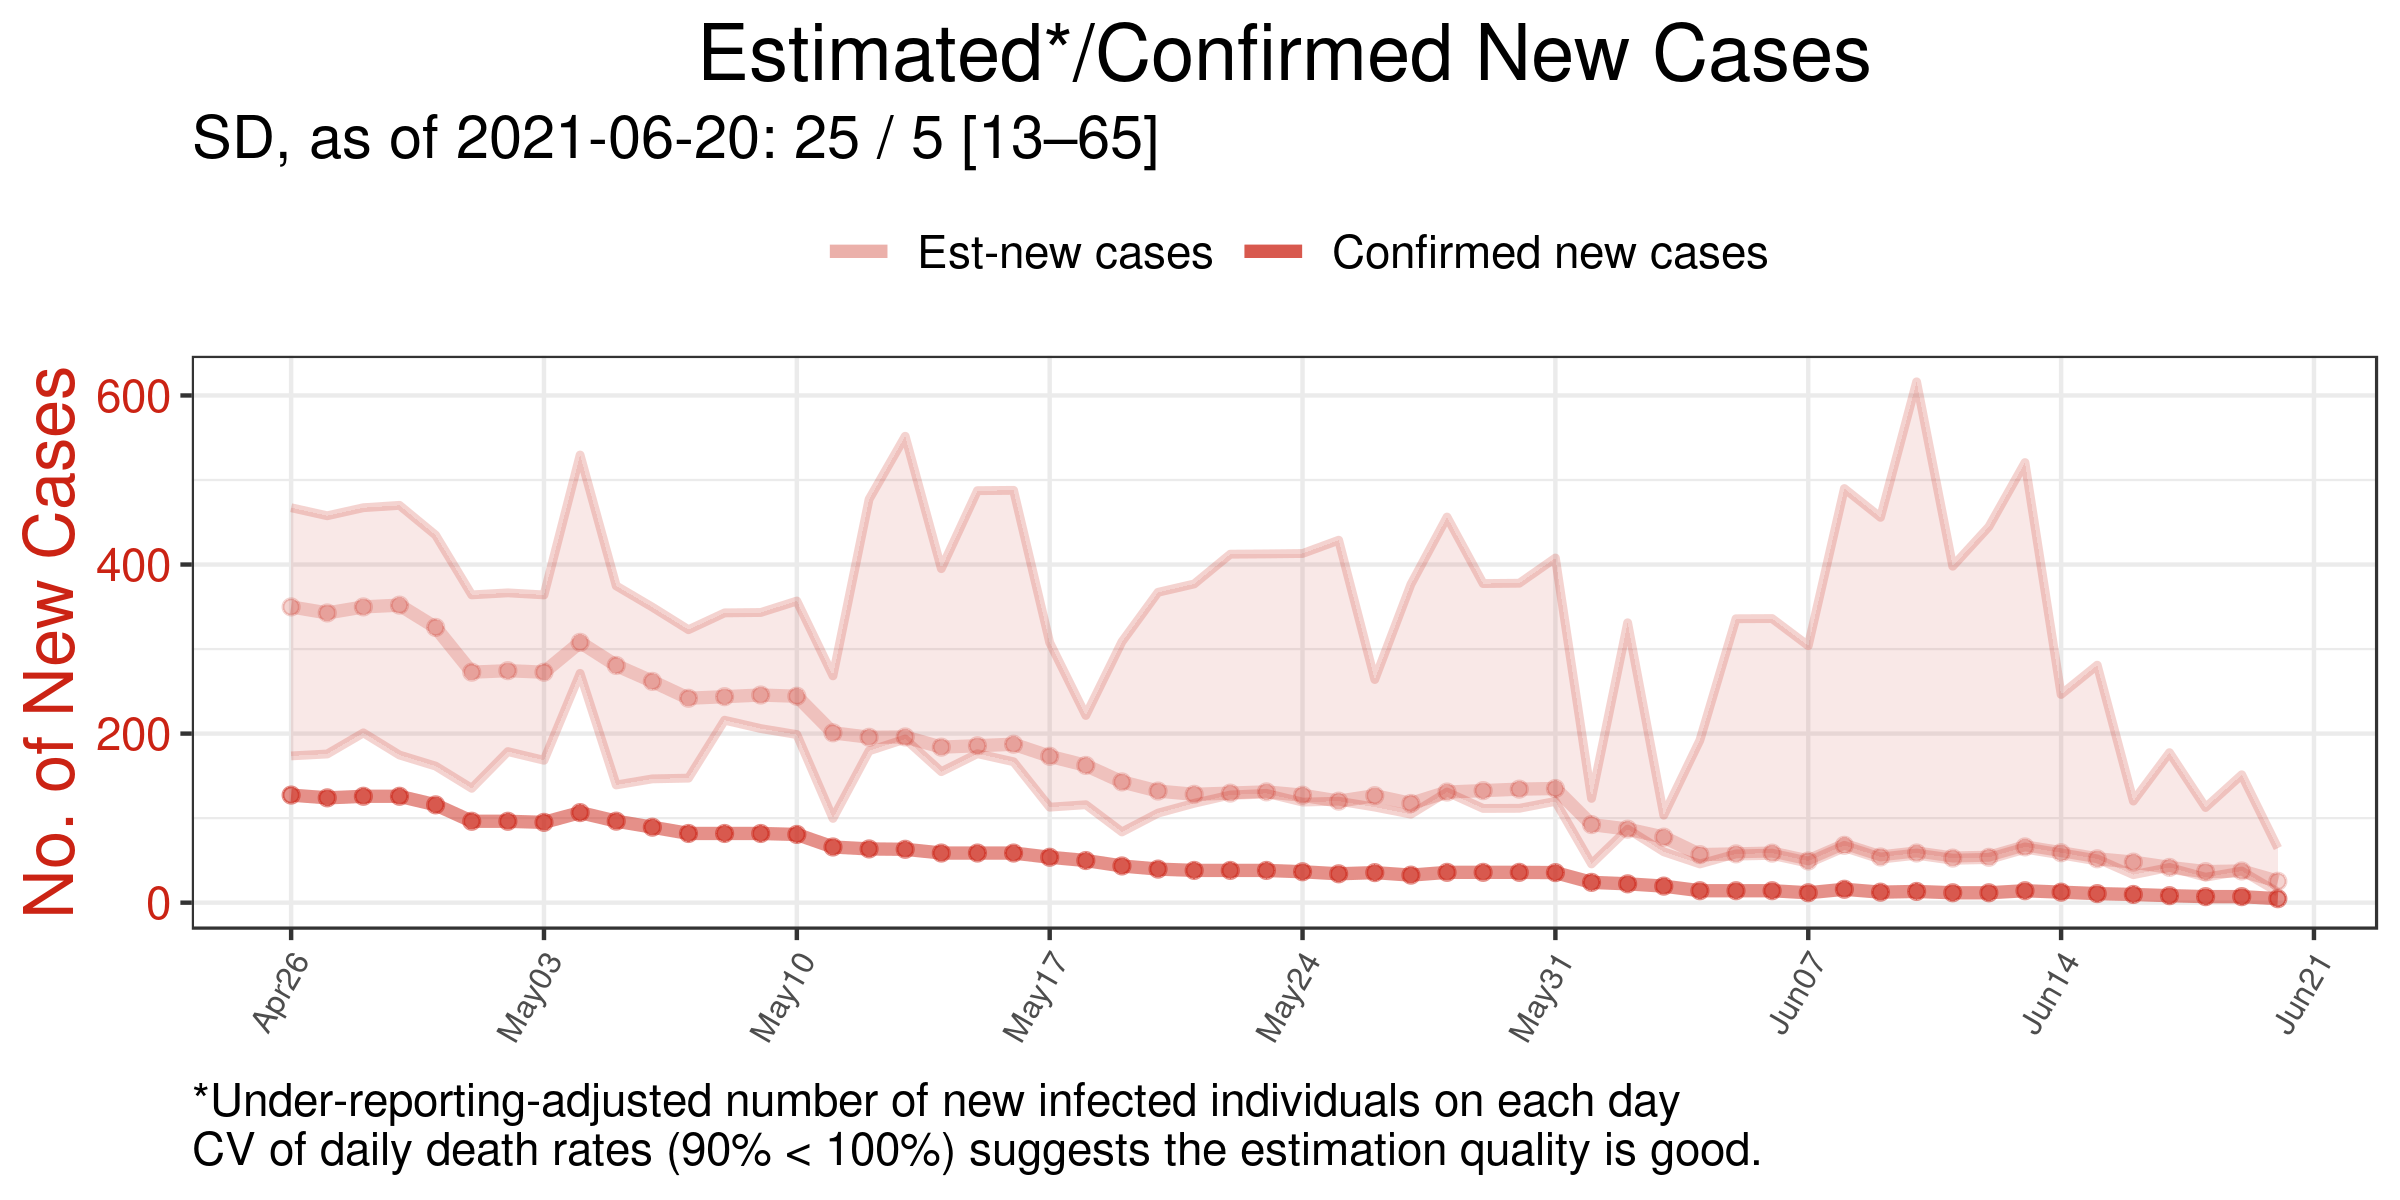 Estimated*/Confirmed New Cases
SD, as of 2021-06-20: 25 / 5 [13–65]
Est-new cases Confirmed new cases
No. of New Cases
600
400
200
0
Apr26 May03 May10 May17 May24 May31 Jun07 Jun14 Jun21
*Under-reporting-adjusted number of new infected individuals on each day
CV of daily death rates (90% < 100%) suggests the estimation quality is good.